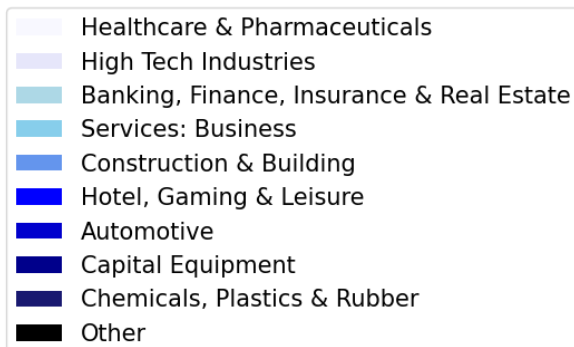 Healthcare & Pharmaceuticals
High Tech Industries
Banking, Finance, Insurance & Real Estate
Services: Business
Construction & Building
Hotel, Gaming & Leisure
Automotive
Capital Equipment
Chemicals, Plastics & Rubber
Other